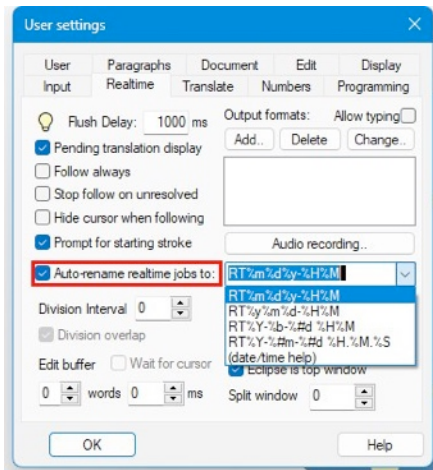 User settings
User Paragraphs Document Edit Display
Input Realtime Translate Numbers Programming
Flush Delay: 1000 ms
Pending translation display
Follow always
Stop follow on unresolved
Hide cursor when following
Prompt for starting stroke
Output formats: Allow typing
Add.. Delete Change..
Audio recording..
Auto-rename realtime jobs to: RT%m%d%y-%H%M
RT%m%d%y-%H%M
RT%y%m%d-%H%M
RT%Y-%b-%#d %H%M
RT%Y-%#m-%#d %H.%M.%S
(date/time help)
Division Interval 0
Division overlap
Edit buffer Wait for cursor
0 words 0 ms
Eclipse is top window
Split window 0
OK Help